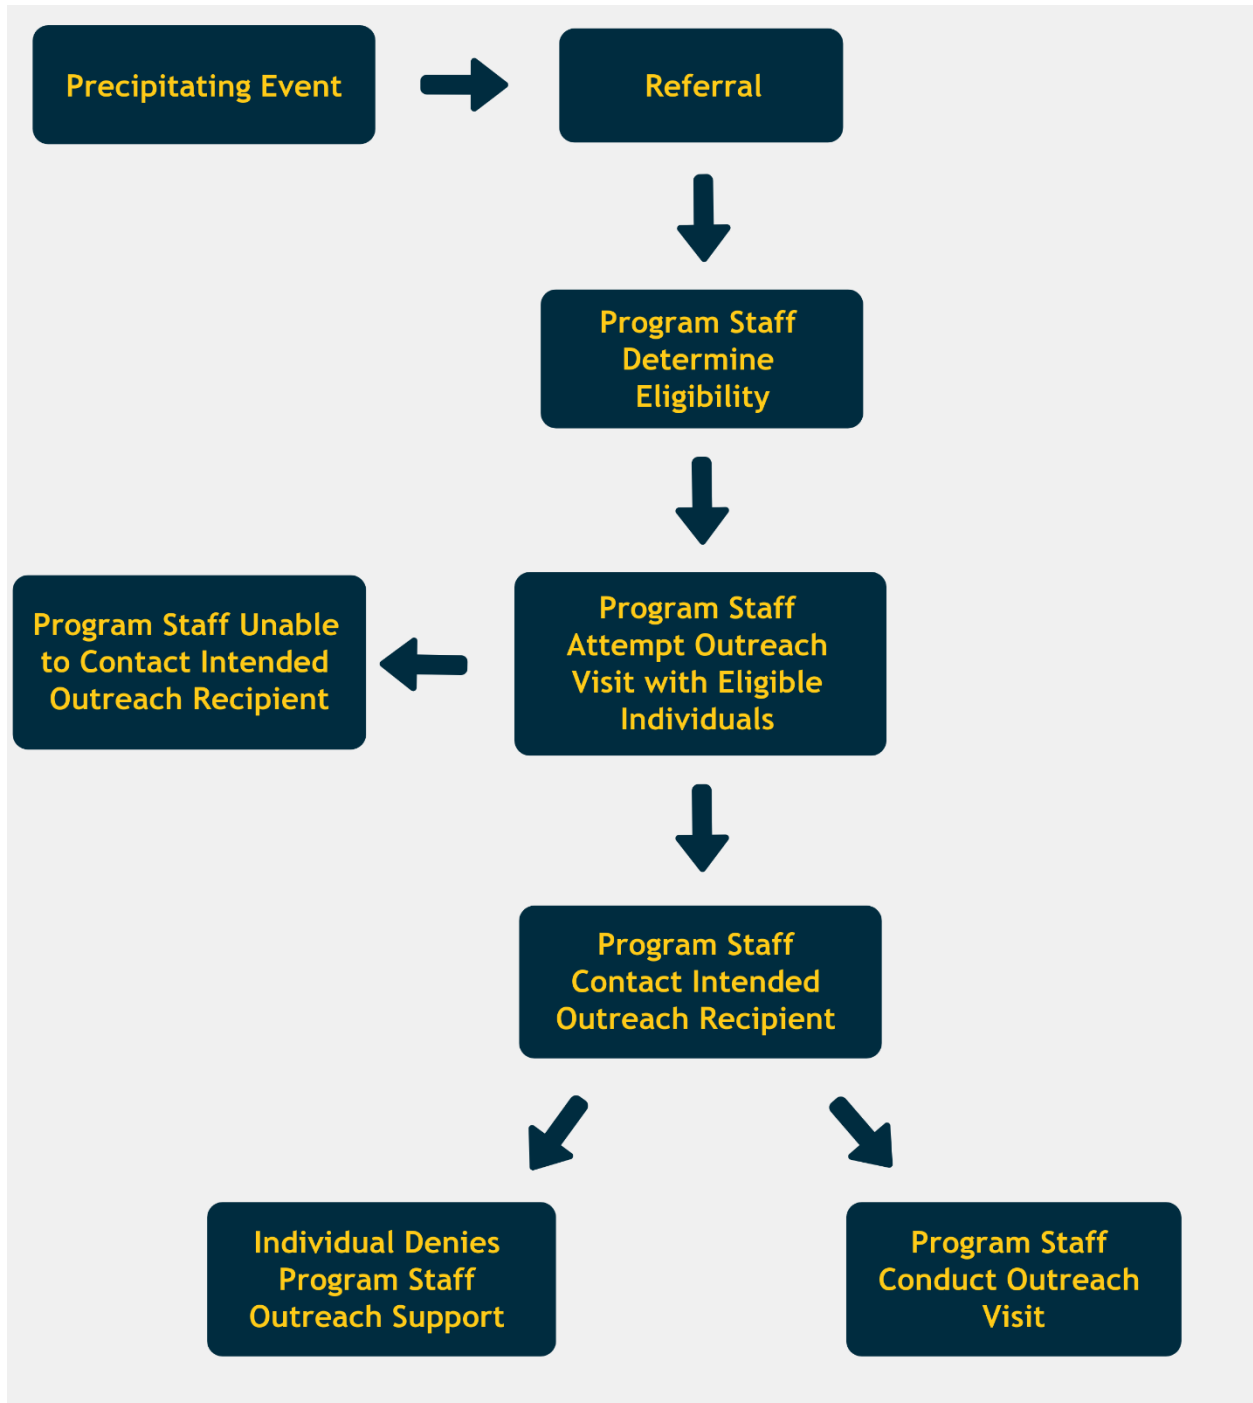 Precipitating Event
Referral
Program Staff
Determine
Eligibility
Program Staff
Attempt Outreach
Visit with Eligible
Individuals
Program Staff Unable
to Contact Intended
Outreach Recipient
Program Staff
Contact Intended
Outreach Recipient
Individual Denies
Program Staff
Outreach Support
Program Staff
Conduct Outreach
Visit